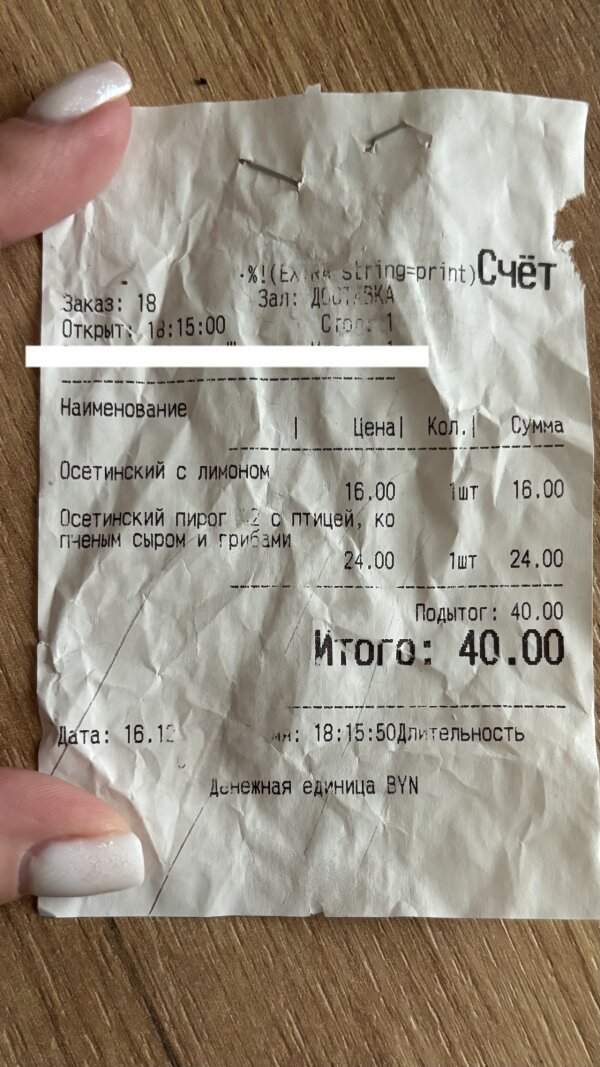 %!(EXTRA string=print)Счёт
Заказ: 18 Зал: ДОСТАВКА
Открыт: 18:15:00 Стол: 1
Наименование
| Цена| Кол.| Сумма
Осетинский с лимоном
16.00 1шт 16.00
Осетинский пирог с птицей, ко
пченым сыром и грибами
24.00 1шт 24.00
Подытог: 40.00
Итого: 40.00
Дата: 18:15:50Длительность
Денежная единица BYN